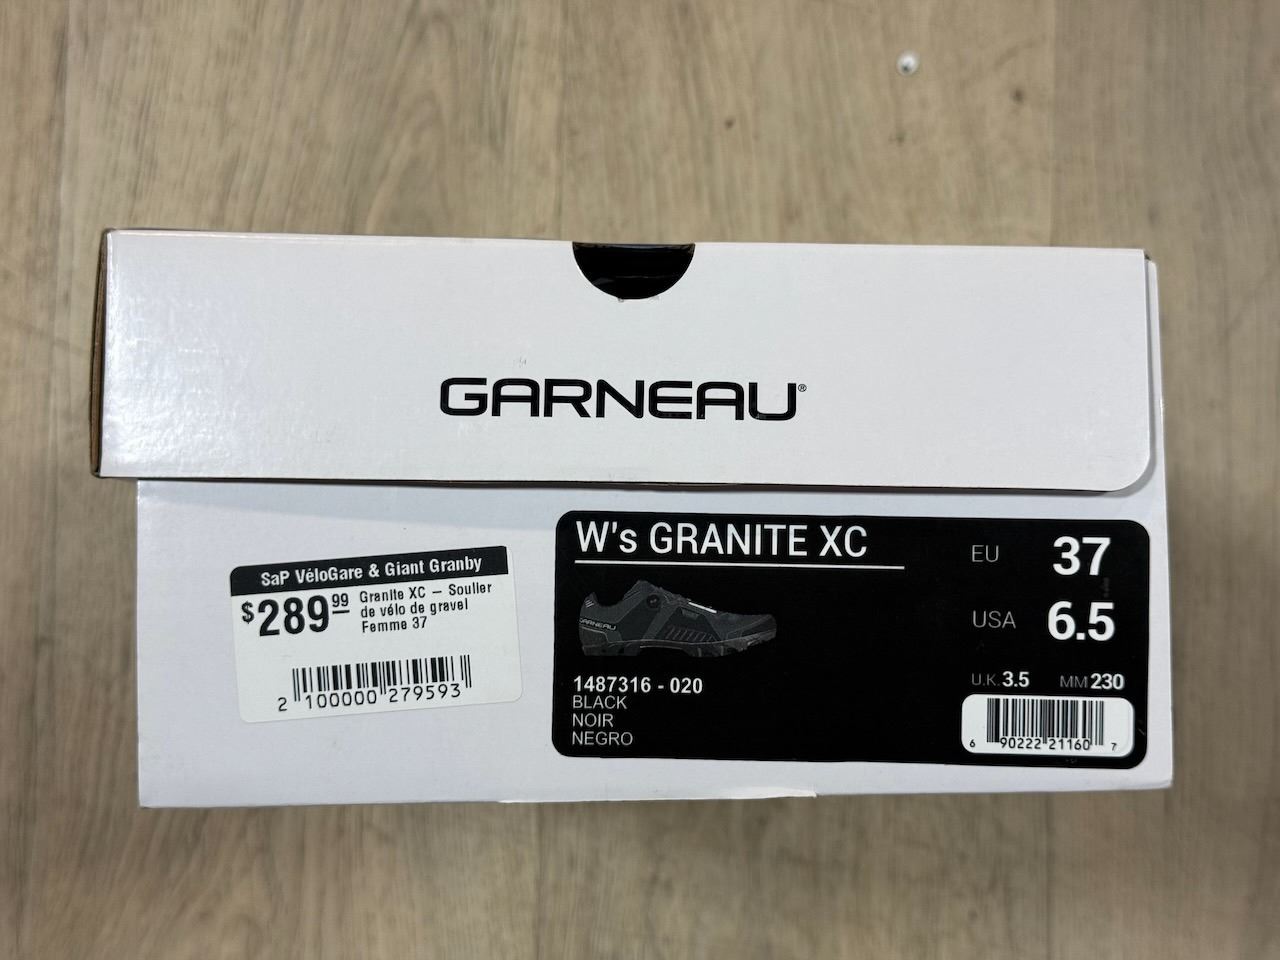 GARNEAU®
SaP VéloGare & Giant Granby
$289.99
Granite XC – Soulier
de vélo de gravel
Femme 37
2 100000 279593
W's GRANITE XC
GARNEAU
1487316 - 020
BLACK
NOIR
NEGRO
EU 37
USA 6.5
U.K. 3.5 MM 230
6 90222 21160 7